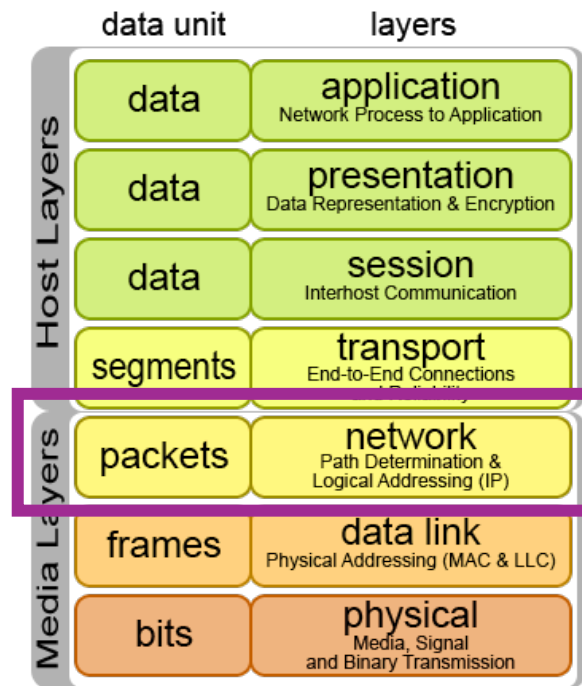 data unit layers
Host Layers
data application
Network Process to Application
data presentation
Data Representation & Encryption
data session
Interhost Communication
segments transport
End-to-End Connections
and Reliability
Media Layers
packets network
Path Determination &
Logical Addressing (IP)
frames data link
Physical Addressing (MAC & LLC)
bits physical
Media, Signal
and Binary Transmission